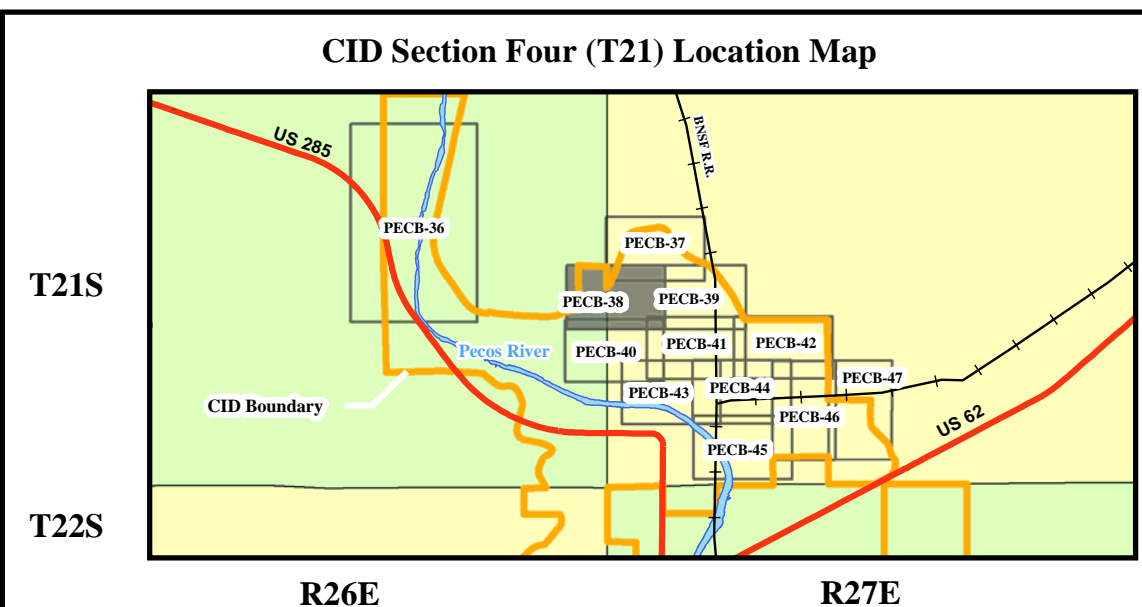 CID Section Four (T21) Location Map
US 285
BNSF R.R.
PECB-36
PECB-37
T21S
PECB-38
PECB-39
PECB-40
PECB-41
PECB-42
Pecos River
PECB-47
PECB-43
PECB-44
CID Boundary
PECB-46
US 62
PECB-45
T22S
R26E
R27E